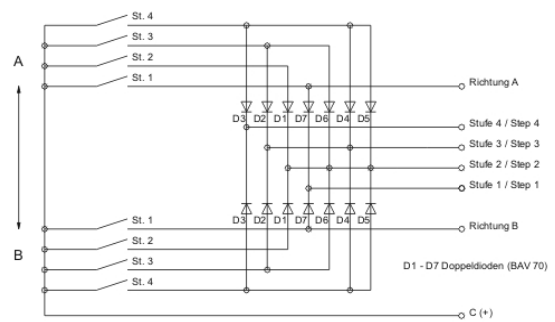 St. 4
St. 3
St. 2
A
St. 1
Richtung A
D3 D2 D1 D7 D6 D4 D5
Stufe 4 / Step 4
Stufe 3 / Step 3
Stufe 2 / Step 2
Stufe 1 / Step 1
D3 D2 D1 D7 D6 D4 D5
St. 1
Richtung B
St. 2
B
St. 3
D1 - D7 Doppeldioden (BAV 70)
St. 4
C (+)